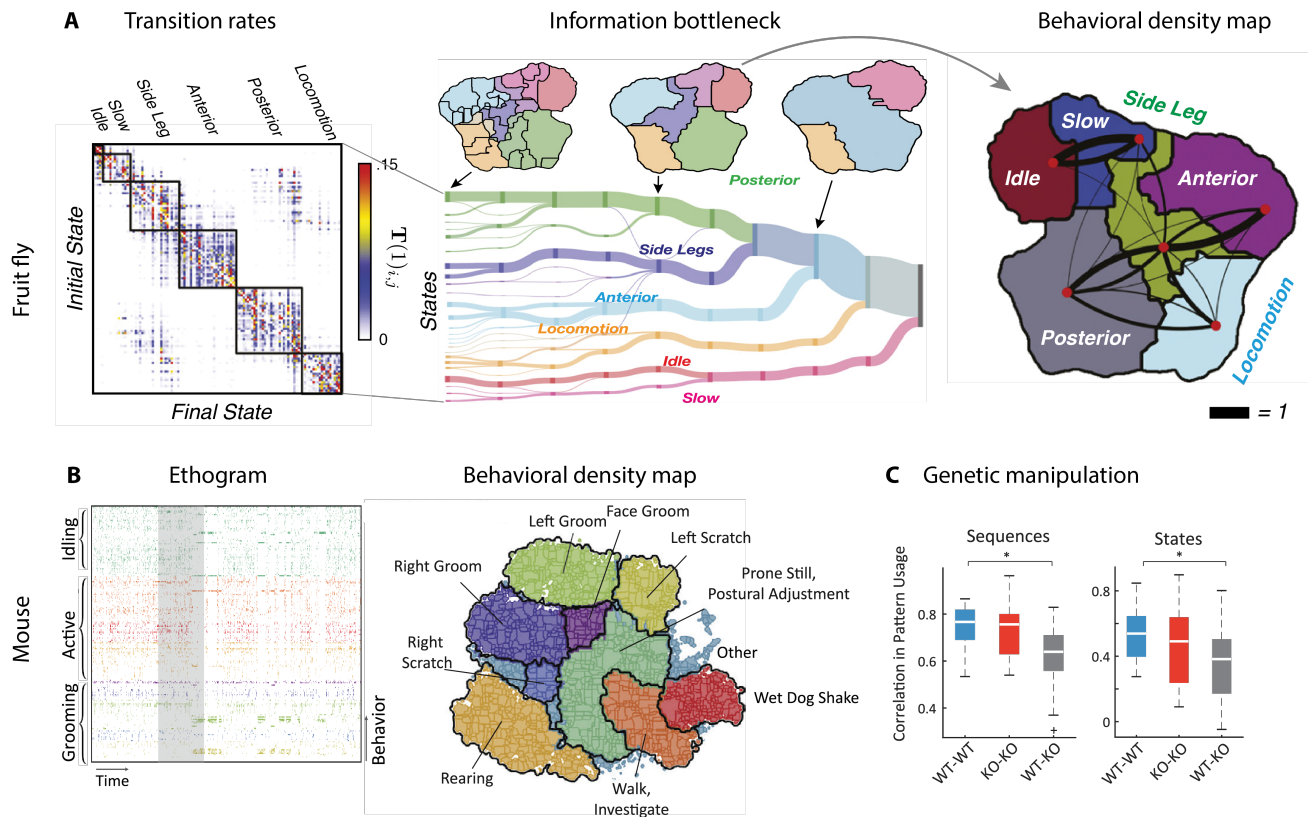 A Transition rates
Information bottleneck
Behavioral density map
Fruit fly
Idle
Slow
Side Leg
Anterior
Posterior
Locomotion
Initial State
Final State
15
T(1)i,j
0
States
Posterior
Side Legs
Anterior
Locomotion
Idle
Slow
Side Leg
Slow
Idle
Anterior
Posterior
Locomotion
= 1
B Ethogram
Behavioral density map
Mouse
Idling
Active
Grooming
Time
Behavior
Face Groom
Left Groom
Left Scratch
Right Groom
Prone Still,
Postural Adjustment
Right
Scratch
Other
Wet Dog Shake
Rearing
Walk,
Investigate
C Genetic manipulation
Sequences
*
Correlation in Pattern Usage
0.8
0.6
0.4
WT-WT
KO-KO
WT-KO
States
*
0.8
0.4
0
WT-WT
KO-KO
WT-KO